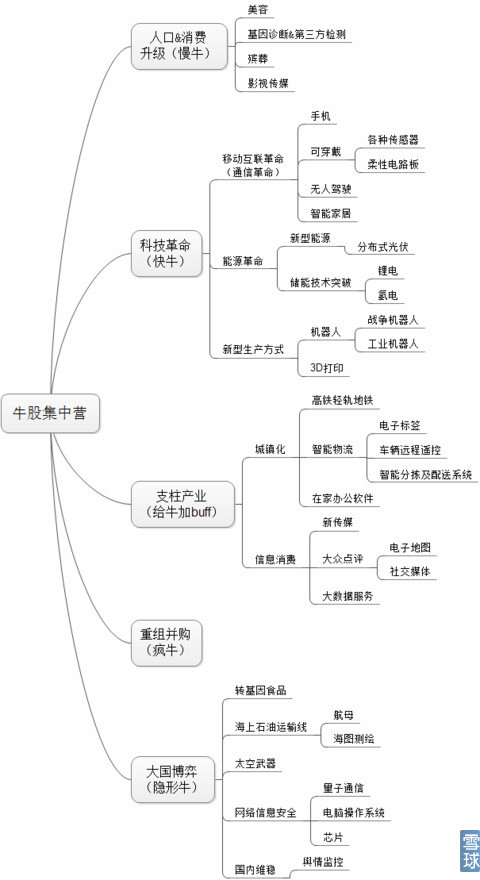 人口&消费
升级（慢牛）
美容
基因诊断&第三方检测
殡葬
影视传媒
科技革命
（快牛）
移动互联革命
（通信革命）
手机
可穿戴
各种传感器
柔性电路板
无人驾驶
智能家居
能源革命
新型能源
分布式光伏
储能技术突破
锂电
氢电
新型生产方式
机器人
战争机器人
工业机器人
3D打印
牛股集中营
支柱产业
（给牛加buff）
城镇化
高铁轻轨地铁
智能物流
电子标签
车辆远程遥控
智能分拣及配送系统
在家办公软件
信息消费
新传媒
大众点评
电子地图
社交媒体
大数据服务
重组并购
（疯牛）
大国博弈
（隐形牛）
转基因食品
海上石油运输线
航母
海图测绘
太空武器
网络信息安全
量子通信
电脑操作系统
芯片
国内维稳
舆情监控
雪
球